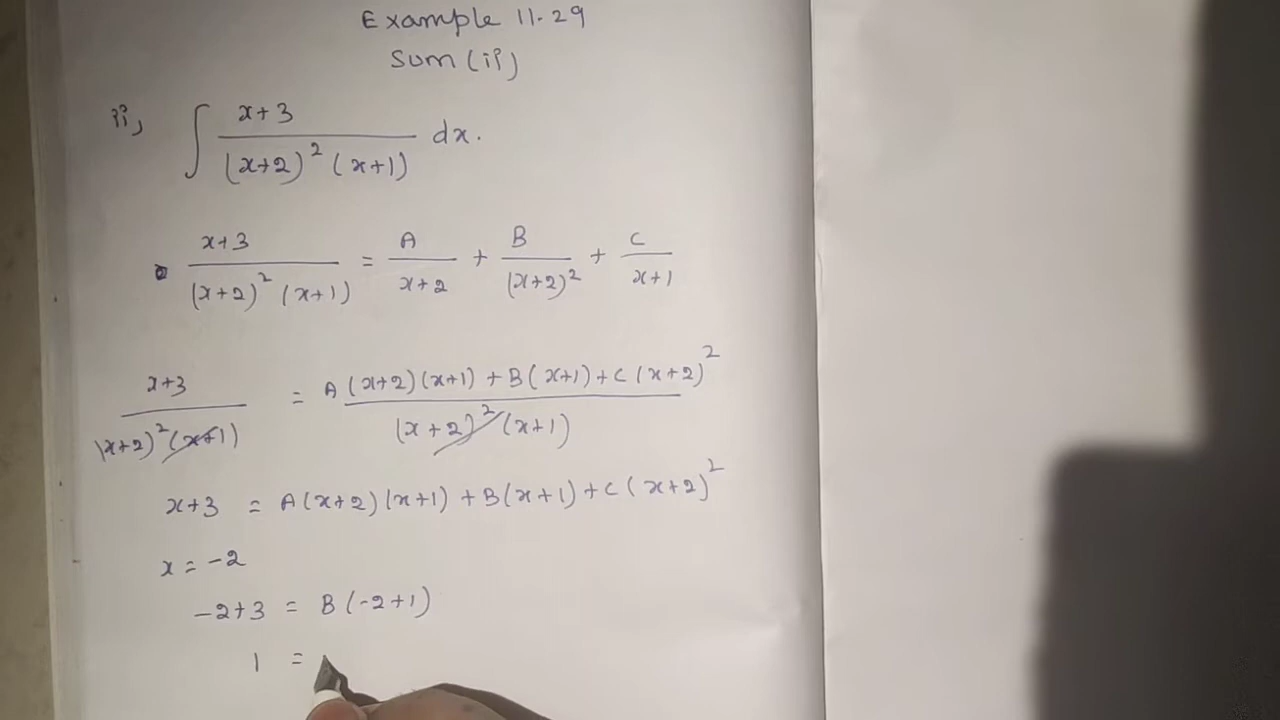 Example 11.29
Sum (ii)
ii, ∫ x+3 / (x+2)² (x+1) dx.
x+3 / (x+2)² (x+1) = A / x+2 + B / (x+2)² + C / x+1
x+3 / (x+2)² (x+1) = A (x+2) (x+1) + B (x+1) + C (x+2)² / (x+2)² (x+1)
x+3 = A (x+2) (x+1) + B (x+1) + C (x+2)²
x = -2
-2+3 = B (-2+1)
1 =